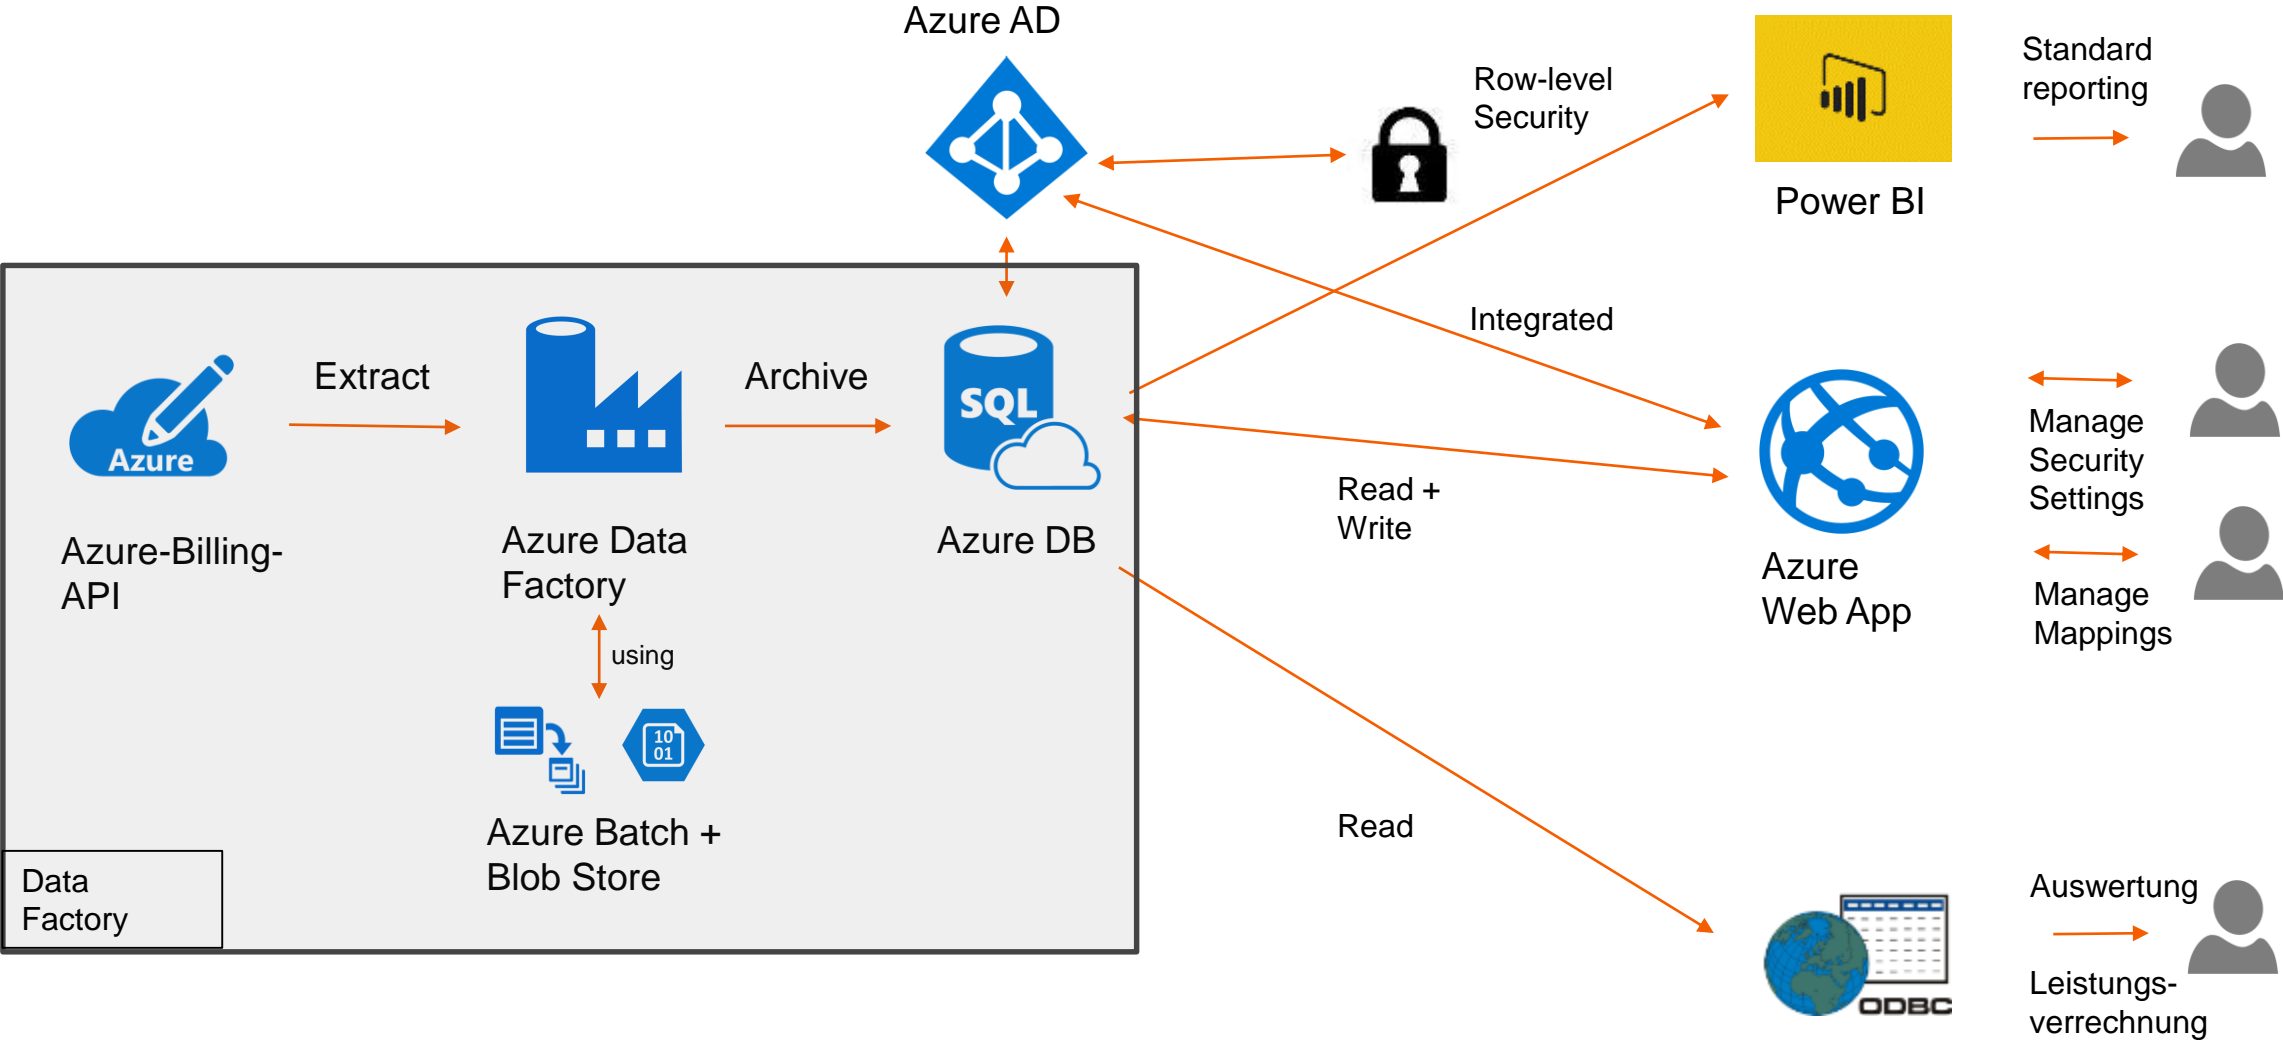 Azure AD
Row-level
Security
Standard
reporting
Power BI
Integrated
Extract
Archive
SQL
Azure
Azure-Billing-
API
Azure Data
Factory
Azure DB
Read +
Write
Manage
Security
Settings
Azure
Web App
Manage
Mappings
using
10
01
Azure Batch +
Blob Store
Data
Factory
Read
ODBC
Auswertung
Leistungs-
verrechnung